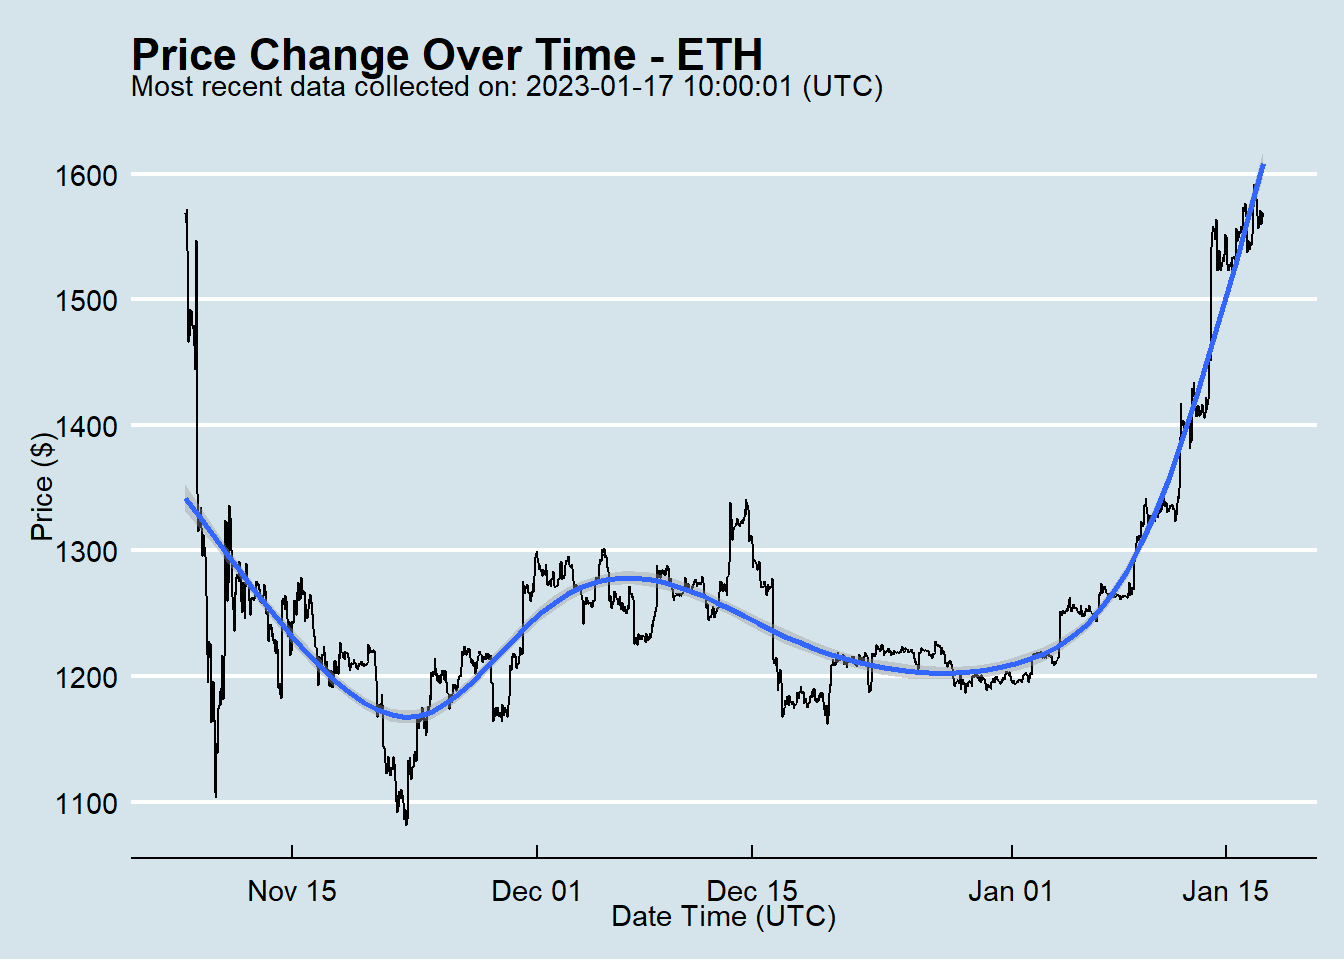 Price Change Over Time - ETH
Most recent data collected on: 2023-01-17 10:00:01 (UTC)
1600
1500
1400
1300
1200
1100
Price ($)
Nov 15
Dec 01
Dec 15
Jan 01
Jan 15
Date Time (UTC)